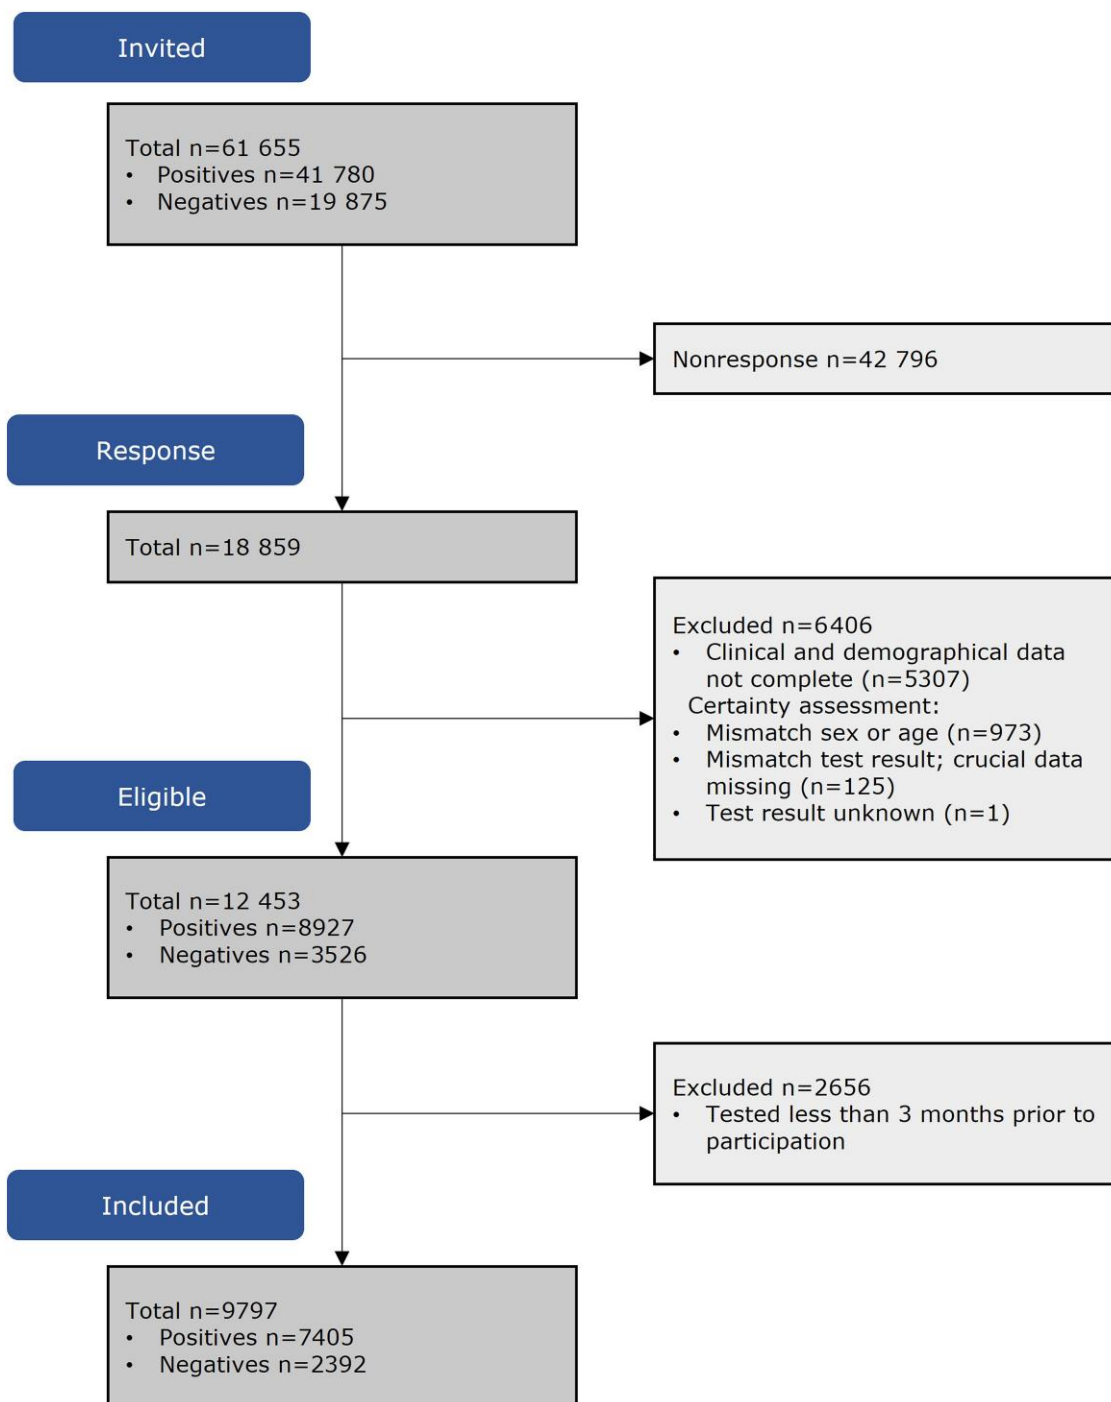 Invited
Total n=61 655
• Positives n=41 780
• Negatives n=19 875
Nonresponse n=42 796
Response
Total n=18 859
Excluded n=6406
• Clinical and demographical data
not complete (n=5307)
Certainty assessment:
• Mismatch sex or age (n=973)
• Mismatch test result; crucial data
missing (n=125)
• Test result unknown (n=1)
Eligible
Total n=12 453
• Positives n=8927
• Negatives n=3526
Excluded n=2656
• Tested less than 3 months prior to
participation
Included
Total n=9797
• Positives n=7405
• Negatives n=2392